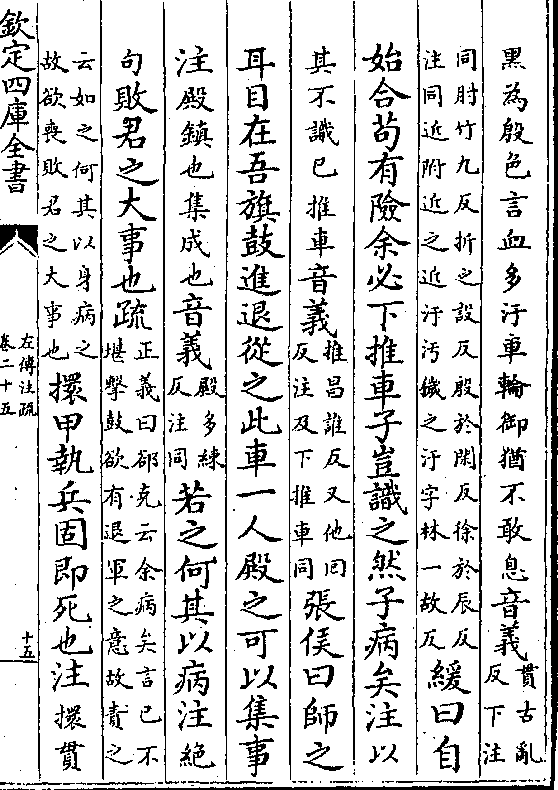 黑為殷色言血多汙車輪御猶不敢息音義貫古亂
反下注
同肘竹九反折之設反殷於閑反徐於辰反
注同近附近之近汙汚穢之汙字林一故反緩曰自
始合苟有險余必下推車子豈識之然子病矣注以
其不識已推車音義推昌誰反又他回
反注及下推車同張侯曰師之
耳目在吾旗鼓進退從之此車一人殿之可以集事
注殿鎮也集成也音義殿多練
反注同若之何其以病注絶
句敗君之大事也疏正義曰郤克云余病矣言已不
堪擊鼓欲有退軍之意故責之
云如之何其以身病之
故欲喪敗君之大事也擐甲執兵固即死也注擐貫
欽定四庫全書
左傳注疏
卷二十五
十五